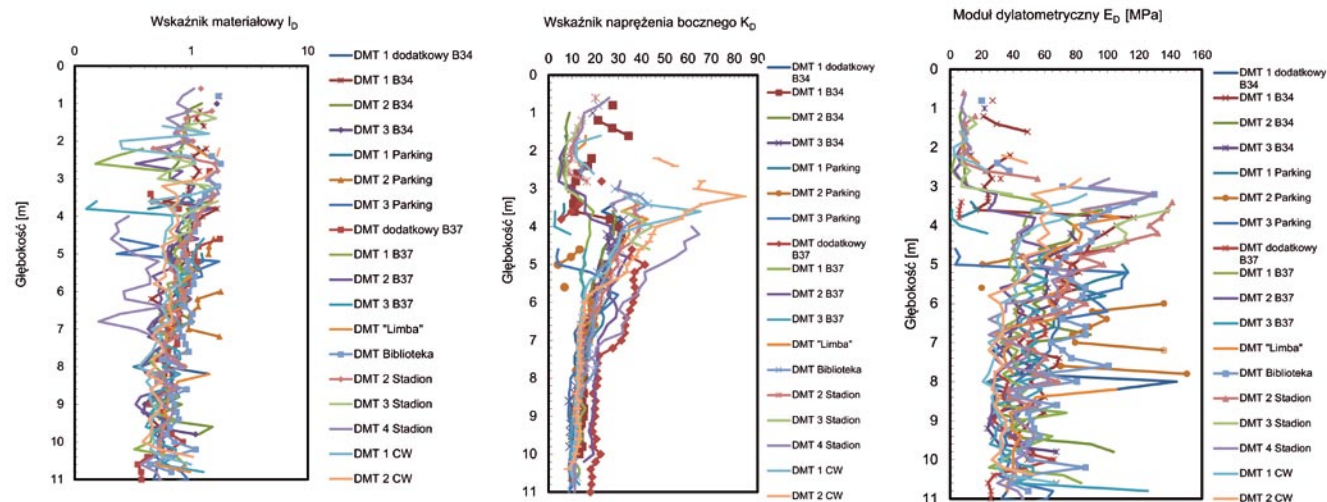 Wskaźnik materiałowy I_D
0 1 10
0
1
2
3
4
5
6
7
8
9
10
11
Głębokość [m]
DMT 1 dodatkowy B34
DMT 1 B34
DMT 2 B34
DMT 3 B34
DMT 1 Parking
DMT 2 Parking
DMT 3 Parking
DMT dodatkowy B37
DMT 1 B37
DMT 2 B37
DMT 3 B37
DMT "Limba"
DMT Biblioteka
DMT 2 Stadion
DMT 3 Stadion
DMT 4 Stadion
DMT 1 CW
DMT 2 CW
Wskaźnik naprężenia bocznego K_D
0 10 20 30 40 50 60 70 80 90
0
1
2
3
4
5
6
7
8
9
10
11
Głębokość [m]
DMT 1 dodatkowy
B34
DMT 1 B34
DMT 2 B34
DMT 3 B34
DMT 1 Parking
DMT 2 Parking
DMT 3 Parking
DMT dodatkowy
B37
DMT 1 B37
DMT 2 B37
DMT 3 B37
DMT "Limba"
DMT Biblioteka
DMT 2 Stadion
DMT 3 Stadion
DMT 4 Stadion
DMT 1 CW
DMT 2 CW
Moduł dylatometryczny E_D [MPa]
0 20 40 60 80 100 120 140 160
0
1
2
3
4
5
6
7
8
9
10
11
Głębokość [m]
DMT 1 dodatkowy
B34
DMT 1 B34
DMT 2 B34
DMT 3 B34
DMT 1 Parking
DMT 2 Parking
DMT 3 Parking
DMT dodatkowy
B37
DMT 1 B37
DMT 2 B37
DMT 3 B37
DMT "Limba"
DMT Biblioteka
DMT 2 Stadion
DMT 3 Stadion
DMT 4 Stadion
DMT 1 CW
DMT 2 CW